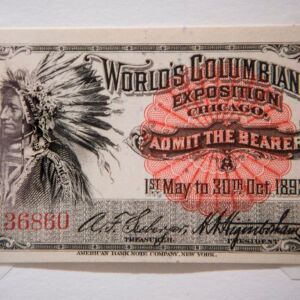 WORLD'S COLUMBIAN
EXPOSITION
CHICAGO.
ADMIT THE BEARER
1ST May to 30TH Oct. 189
36860
TREASURER.
PRESIDENT
AMERICAN BANK NOTE COMPANY, NEW YORK.